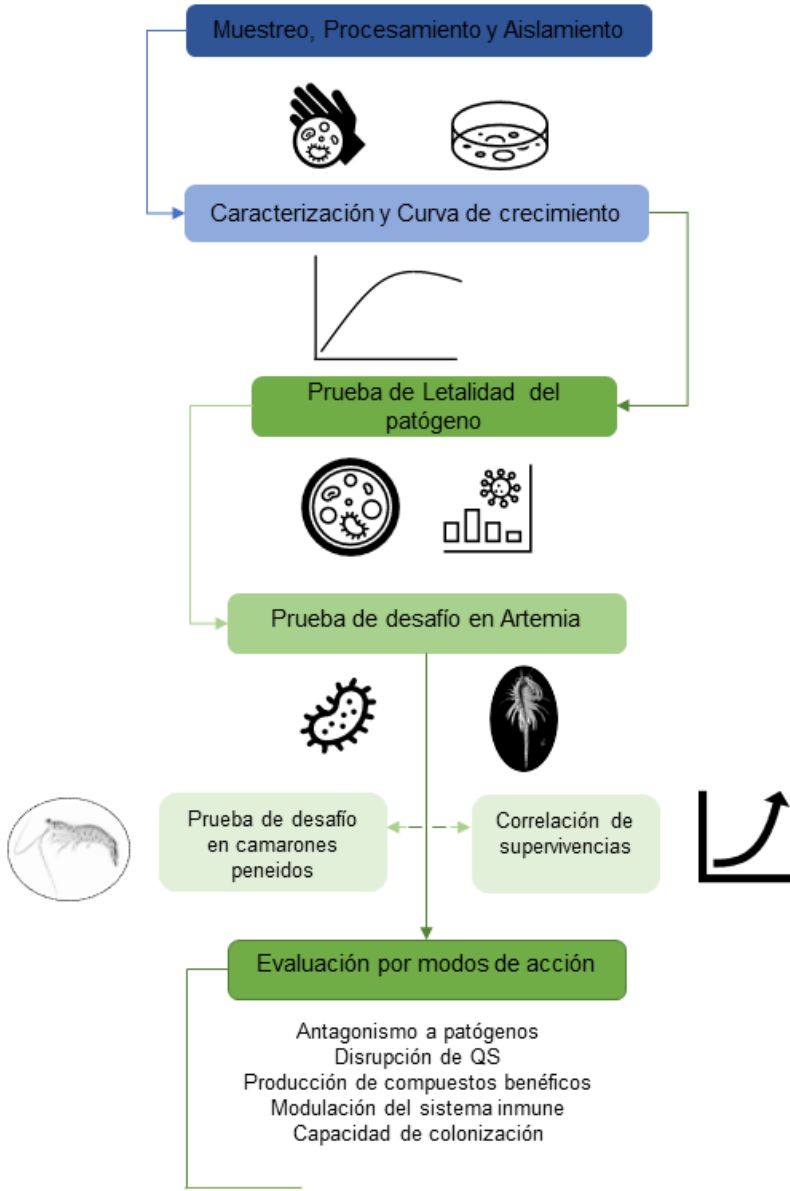 Muestreo, Procesamiento y Aislamiento
Caracterización y Curva de crecimiento
Prueba de Letalidad del
patógeno
Prueba de desafío en Artemia
Prueba de desafío
en camarones
peneidos
Correlación de
supervivencias
Evaluación por modos de acción
Antagonismo a patógenos
Disrupción de QS
Producción de compuestos benéficos
Modulación del sistema inmune
Capacidad de colonización